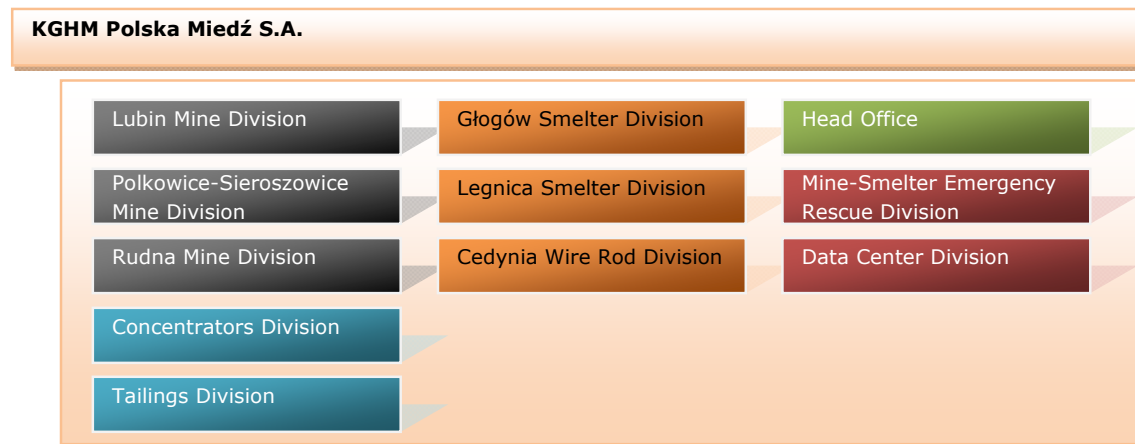 KGHM Polska Miedź S.A.
Lubin Mine Division
Głogów Smelter Division
Head Office
Polkowice-Sieroszowice
Mine Division
Legnica Smelter Division
Mine-Smelter Emergency
Rescue Division
Rudna Mine Division
Cedynia Wire Rod Division
Data Center Division
Concentrators Division
Tailings Division